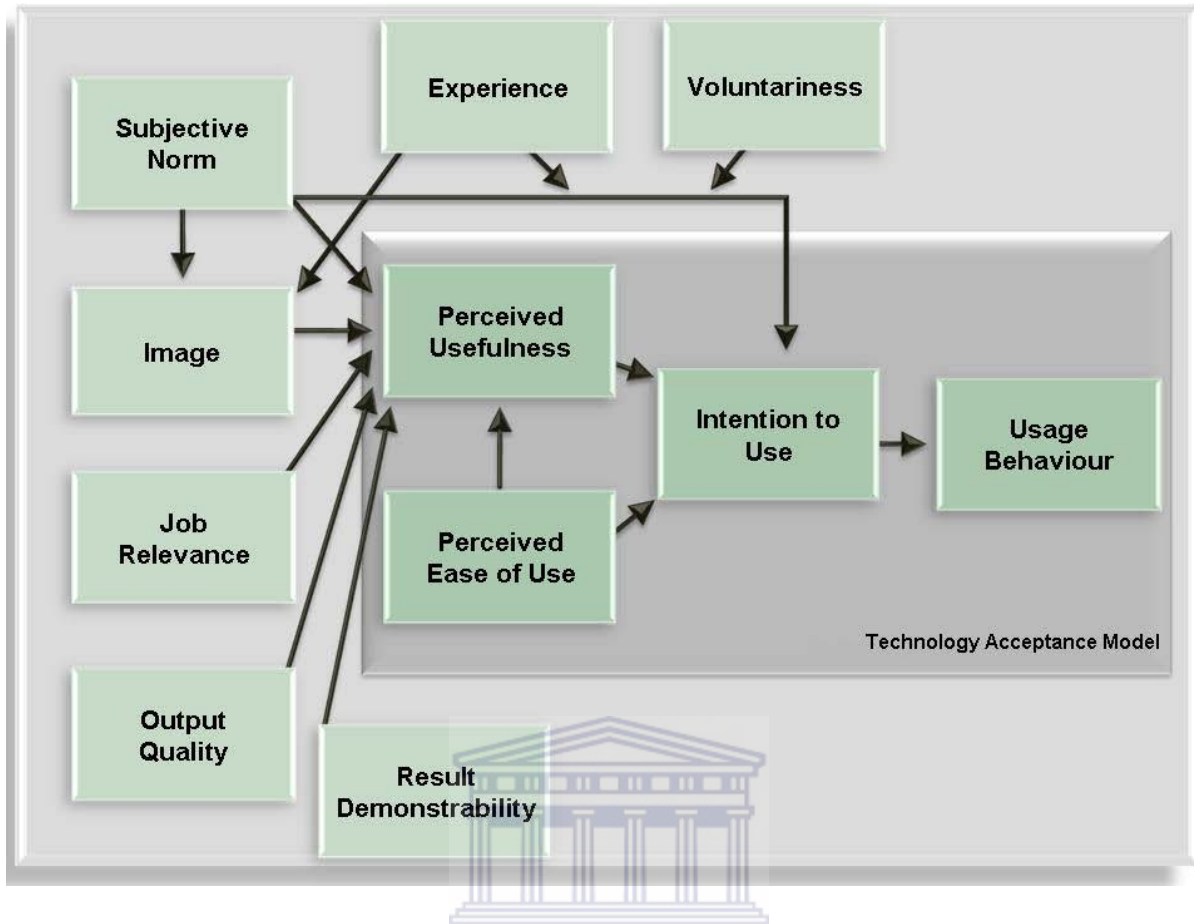 Experience
Voluntariness
Subjective
Norm
Perceived
Usefulness
Image
Intention to
Use
Usage
Behaviour
Job
Relevance
Perceived
Ease of Use
Technology Acceptance Model
Output
Quality
Result
Demonstrability